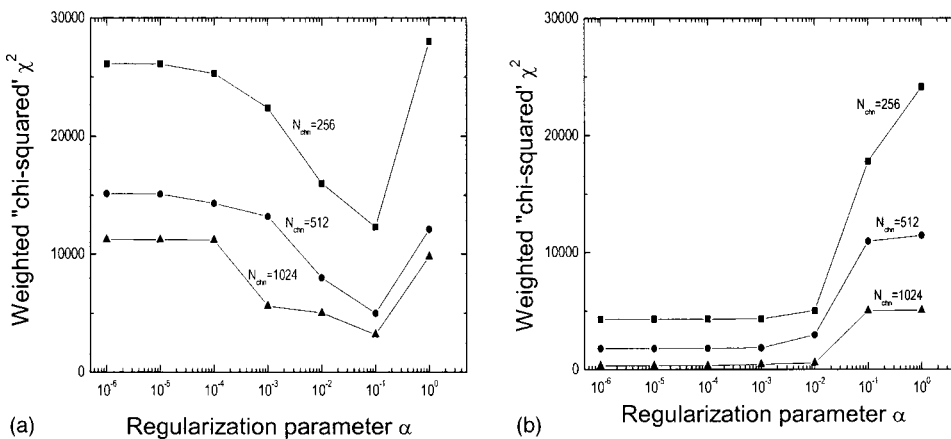 30000
20000
10000
0
Weighted "chi-squared' χ²
N_chn=256
N_chn=512
N_chn=1024
10⁻⁶ 10⁻⁵ 10⁻⁴ 10⁻³ 10⁻² 10⁻¹ 10⁰
(a)
Regularization parameter α
30000
20000
10000
0
Weighted "chi-squared' χ²
N_chn=256
N_chn=512
N_chn=1024
10⁻⁶ 10⁻⁵ 10⁻⁴ 10⁻³ 10⁻² 10⁻¹ 10⁰
(b)
Regularization parameter α